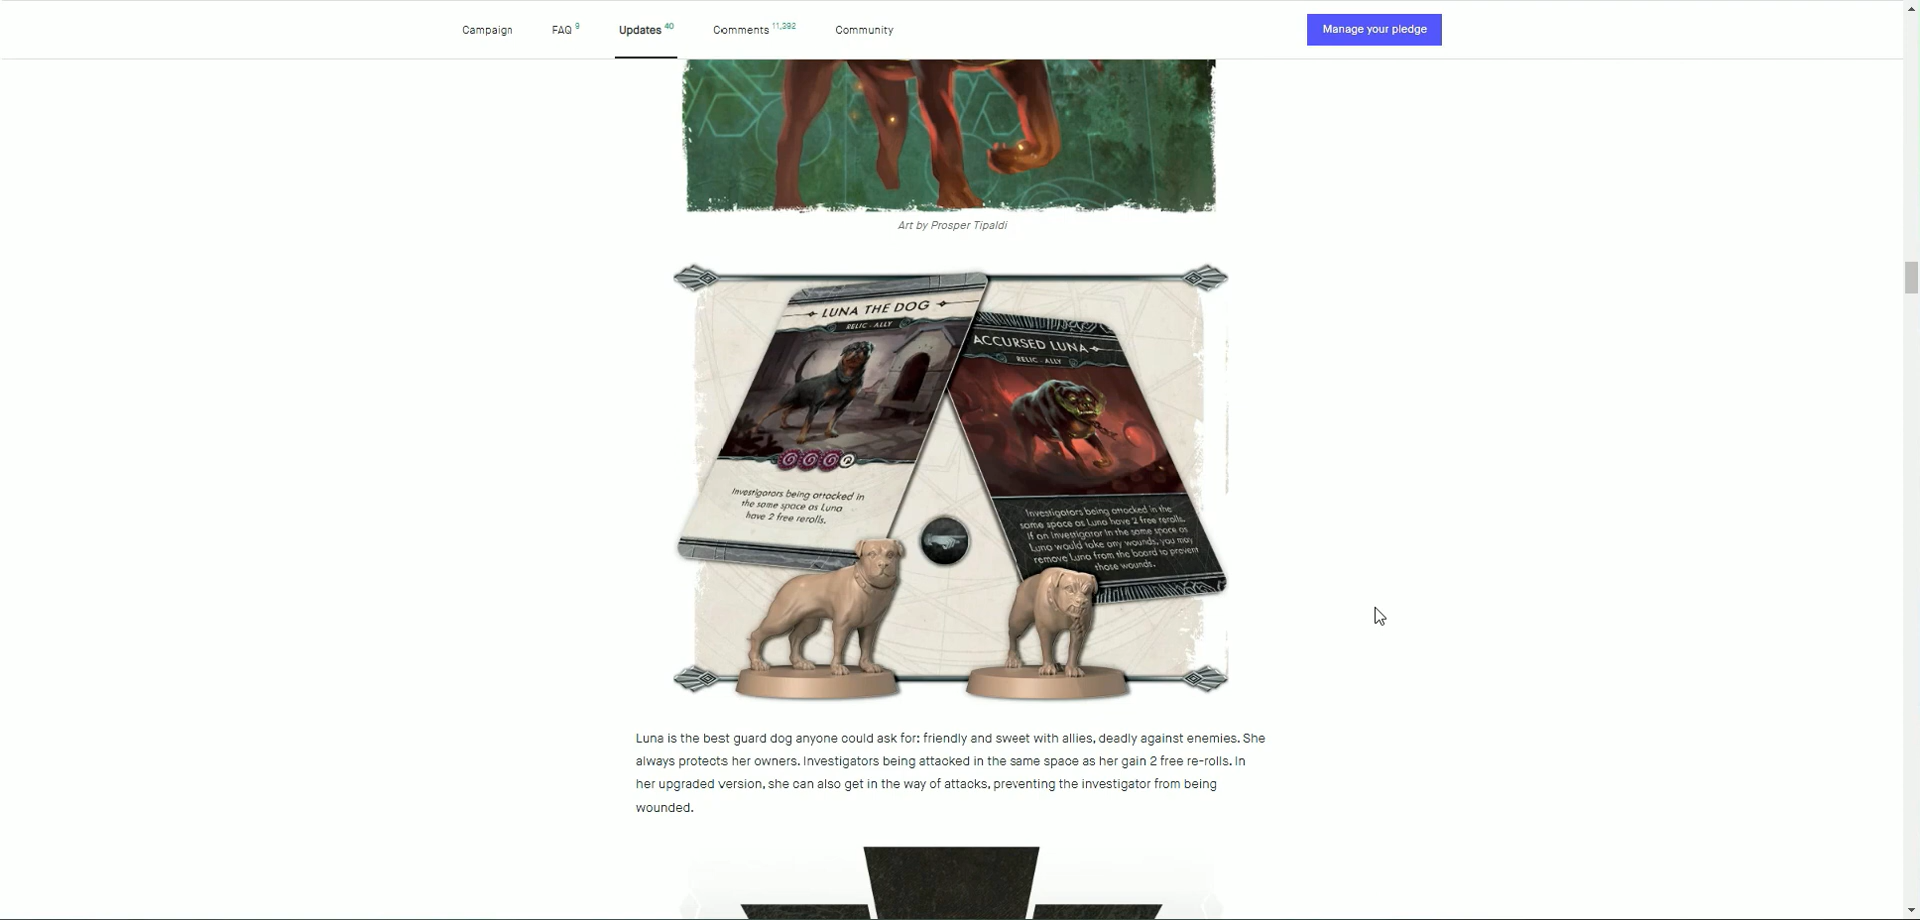 Campaign FAQ 9 Updates 40 Comments 11,392 Community Manage your pledge
Art by Prosper Tipaldi
LUNA THE DOG
RELIC - ALLY
Investigators being attacked in
the same space as Luna
have 2 free rerolls.
ACCURSED LUNA
RELIC - ALLY
Investigators being attacked in the
same space as Luna have 2 free rerolls.
If an Investigator in the same space as
Luna would take any wounds, you may
remove Luna from the board to prevent
those wounds.
Luna is the best guard dog anyone could ask for: friendly and sweet with allies, deadly against enemies. She
always protects her owners. Investigators being attacked in the same space as her gain 2 free re-rolls. In
her upgraded version, she can also get in the way of attacks, preventing the investigator from being
wounded.